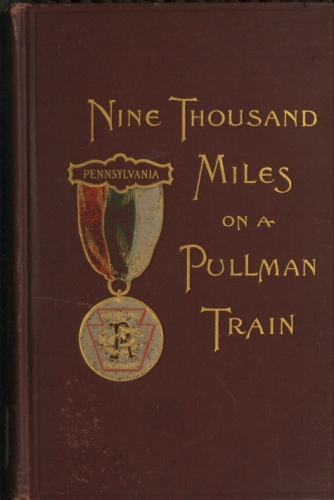 NINE THOUSAND
MILES
ON A
PULLMAN
TRAIN
PENNSYLVANIA